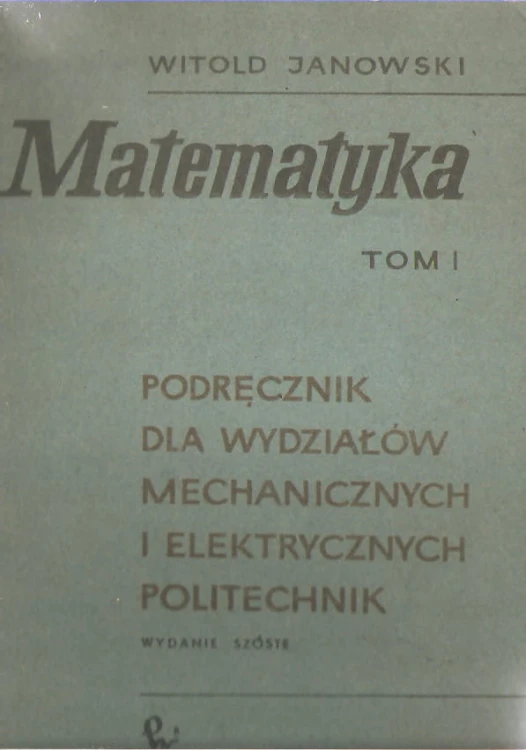 WITOLD JANOWSKI
Matematyka
TOM I
PODRĘCZNIK
DLA WYDZIAŁÓW
MECHANICZNYCH
I ELEKTRYCZNYCH
POLITECHNIK
WYDANIE SZÓSTE